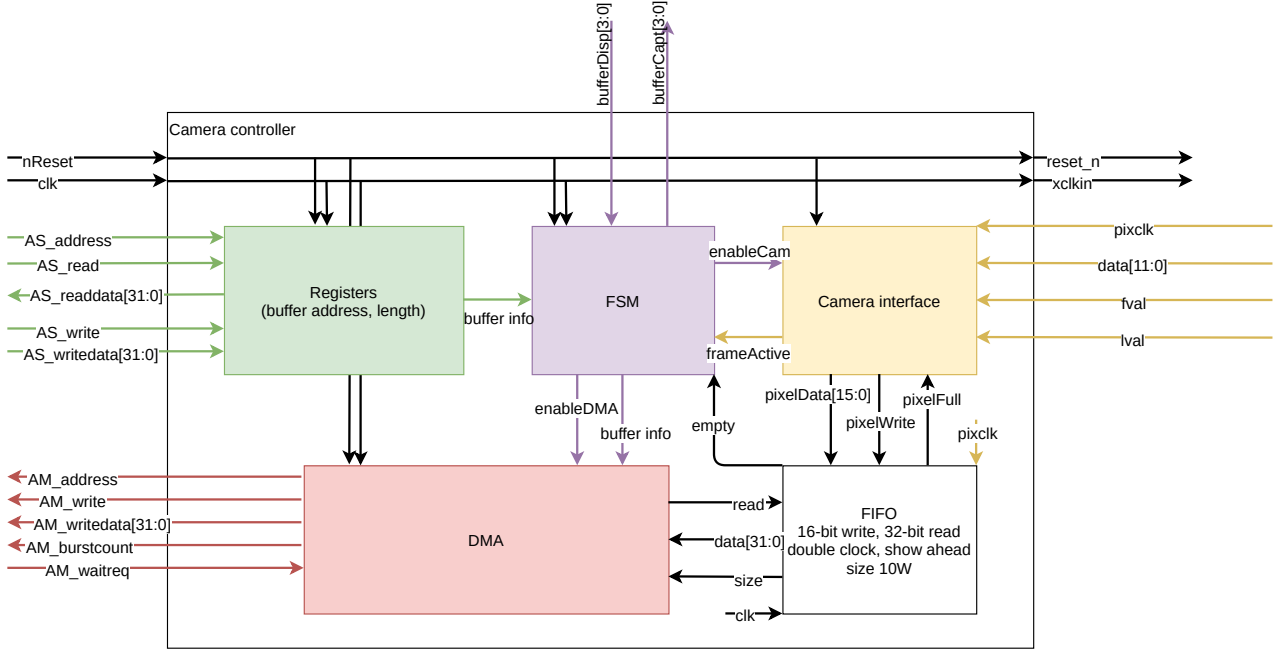 bufferDisp[3:0]
bufferCapt[3:0]
Camera controller
nReset
reset_n
clk
xclkin
AS_address
AS_read
AS_readdata[31:0]
AS_write
AS_writedata[31:0]
Registers
(buffer address, length)
buffer info
FSM
enableCam
frameActive
Camera interface
pixclk
data[11:0]
fval
lval
enableDMA
buffer info
empty
pixelData[15:0]
pixelWrite
pixelFull
pixclk
AM_address
AM_write
AM_writedata[31:0]
AM_burstcount
AM_waitreq
DMA
read
data[31:0]
size
clk
FIFO
16-bit write, 32-bit read
double clock, show ahead
size 10W